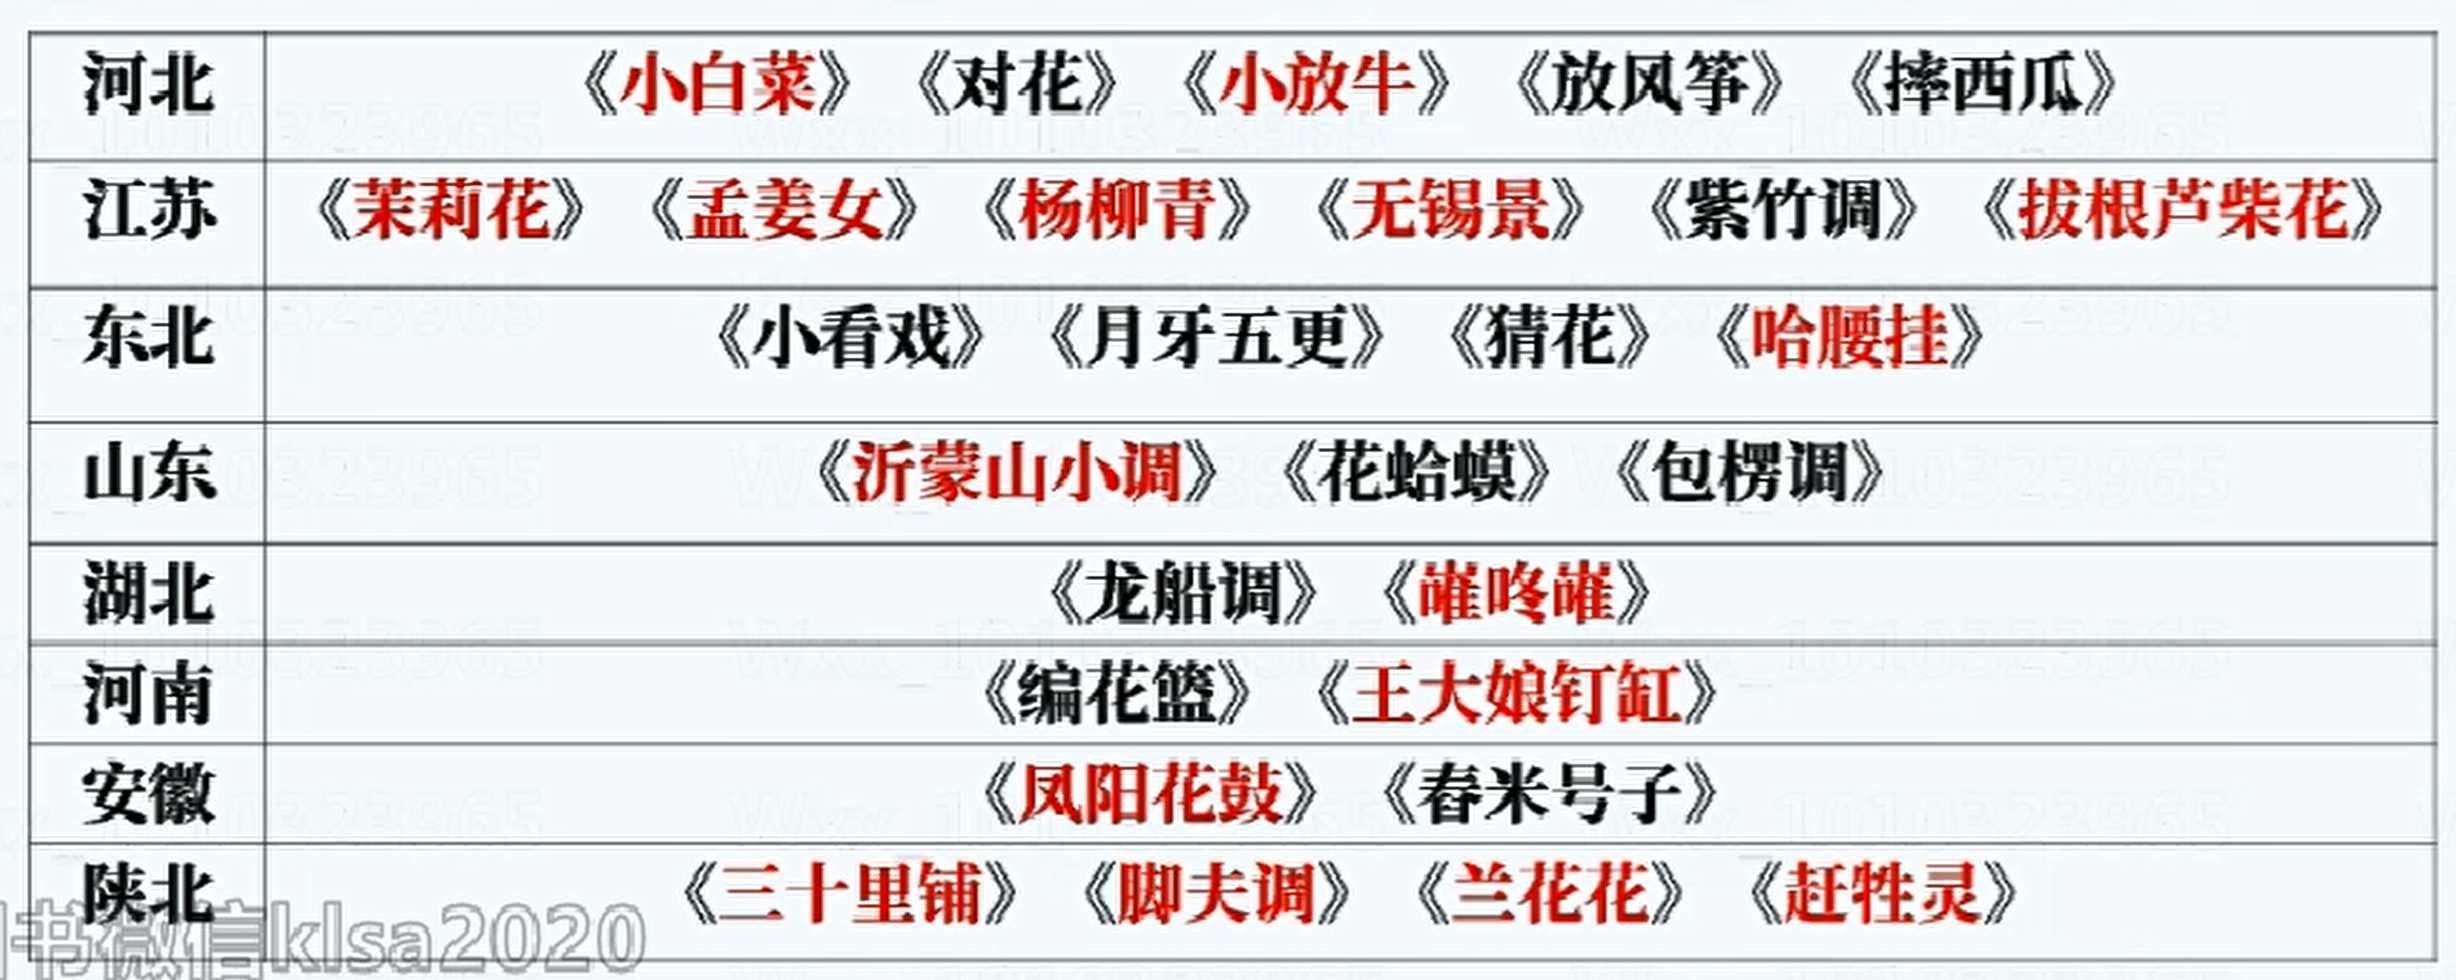 河北 《小白菜》 《对花》 《小放牛》 《放风筝》 《摔西瓜》
江苏 《茉莉花》 《孟姜女》 《杨柳青》 《无锡景》 《紫竹调》 《拔根芦柴花》
东北 《小看戏》 《月牙五更》 《猜花》 《哈腰挂》
山东 《沂蒙山小调》 《花蛤蟆》 《包楞调》
湖北 《龙船调》 《嶉咚嶉》
河南 《编花篮》 《王大娘钉缸》
安徽 《凤阳花鼓》 《舂米号子》
陕北 《三十里铺》 《脚夫调》 《兰花花》 《赶牲灵》
书微信klsa2020
Wxx_1010323965